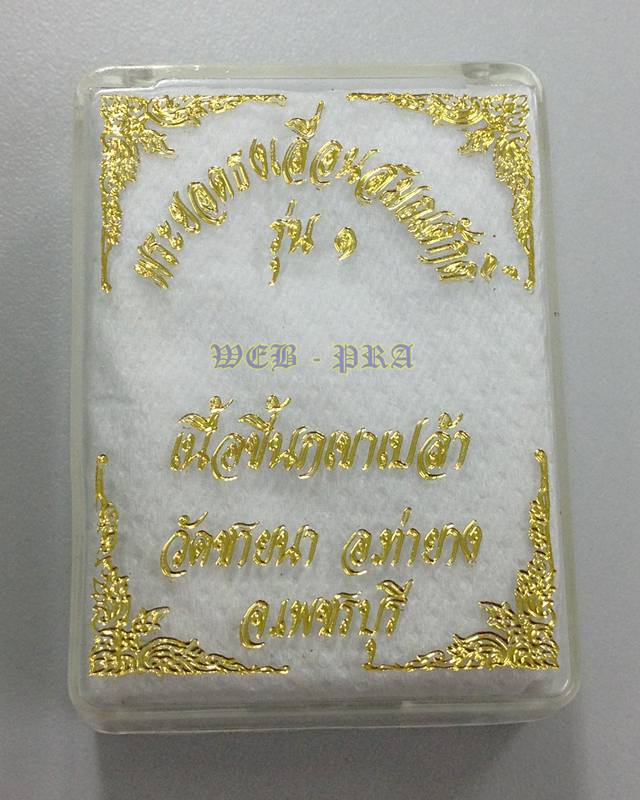 พระยอดธงเลื่อนสมณศักดิ์
รุ่น ๑
WEB - PRA
เนื้อขี้นกเขาเปล้า
วัดชายนา อ.ท่ายาง
จ.เพชรบุรี